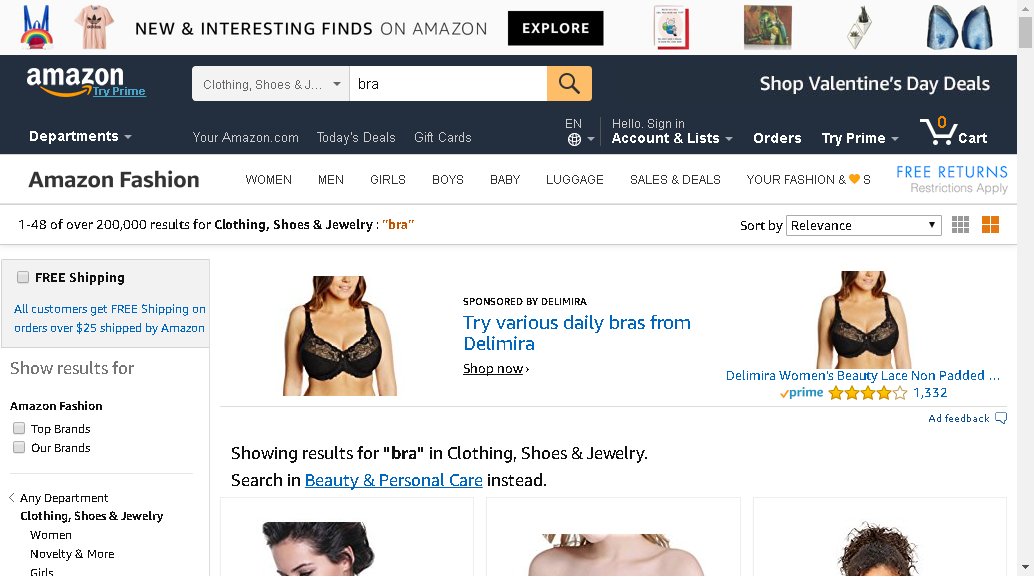 NEW & INTERESTING FINDS ON AMAZON EXPLORE
amazon
Try Prime
Clothing, Shoes & J... bra
Shop Valentine's Day Deals
Departments Your Amazon.com Today's Deals Gift Cards
EN
Hello. Sign in
Account & Lists Orders Try Prime 0 Cart
Amazon Fashion WOMEN MEN GIRLS BOYS BABY LUGGAGE SALES & DEALS YOUR FASHION & S
FREE RETURNS
Restrictions Apply
1-48 of over 200,000 results for Clothing, Shoes & Jewelry : "bra"
Sort by Relevance
FREE Shipping
All customers get FREE Shipping on
orders over $25 shipped by Amazon
Show results for
Amazon Fashion
Top Brands
Our Brands
Any Department
Clothing, Shoes & Jewelry
Women
Novelty & More
Girls
SPONSORED BY DELIMIRA
Try various daily bras from
Delimira
Shop now ›
Delimira Women's Beauty Lace Non Padded ...
prime 1,332
Ad feedback
Showing results for "bra" in Clothing, Shoes & Jewelry.
Search in Beauty & Personal Care instead.